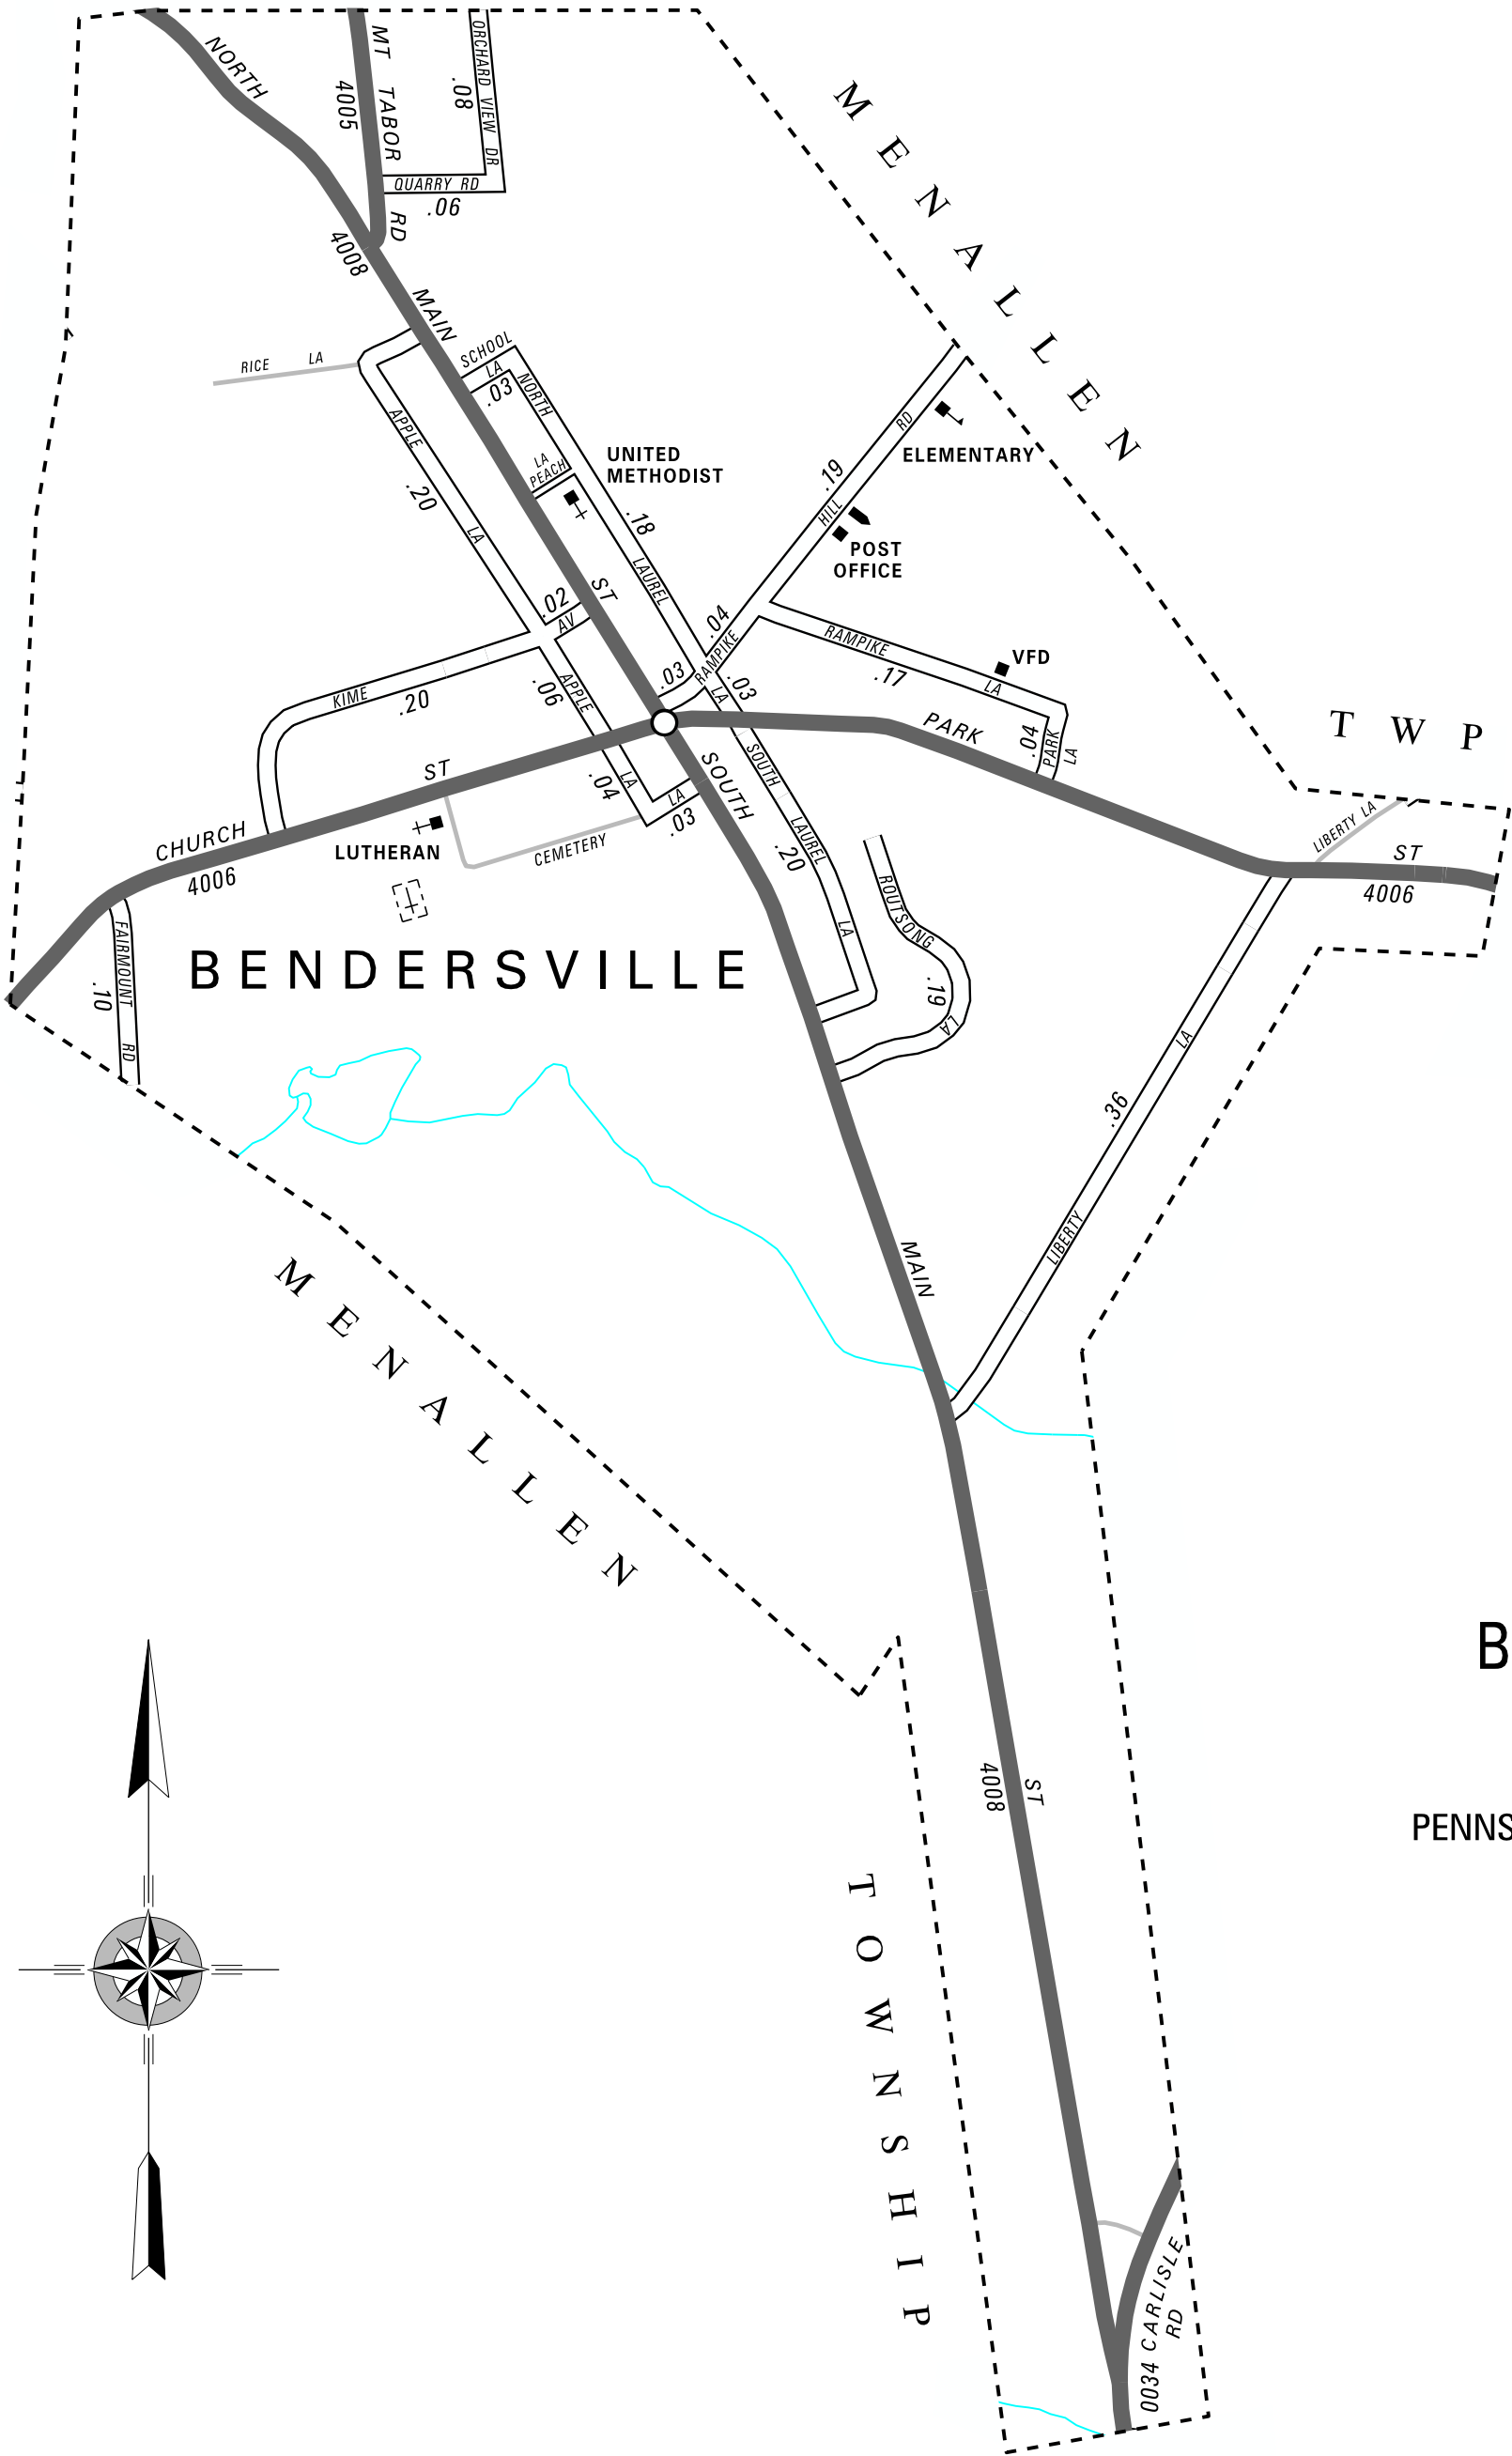 NORTH
MT TABOR RD
4005
ORCHARD VIEW DR
.08
QUARRY RD
.06
4008
MAIN
MENALLEN
RICE LA
SCHOOL
LA
.03
NORTH
APPLE
.20
LA
LA
PEACH
UNITED
METHODIST
.18
LAUREL
ST
.02
AV
RD
.19
HILL
ELEMENTARY
POST
OFFICE
.04
RAMPIKE
LA
.03
.03
RAMPIKE
LA
.17
VFD
KIME
.20
.06
APPLE
LA
.04
LA
.03
PARK
.04
PARK
LA
TWP
SOUTH
SOUTH
LAUREL
LA
.20
ST
CHURCH
4006
LUTHERAN
CEMETERY
LIBERTY LA
ST
4006
FAIRMOUNT RD
.10
BENDERSVILLE
ROUTSONG
LA
.19
LA
.36
LIBERTY
MAIN
MENALLEN
B
PENNS
4008
ST
TOWNSHIP
0034 CARLISLE
RD